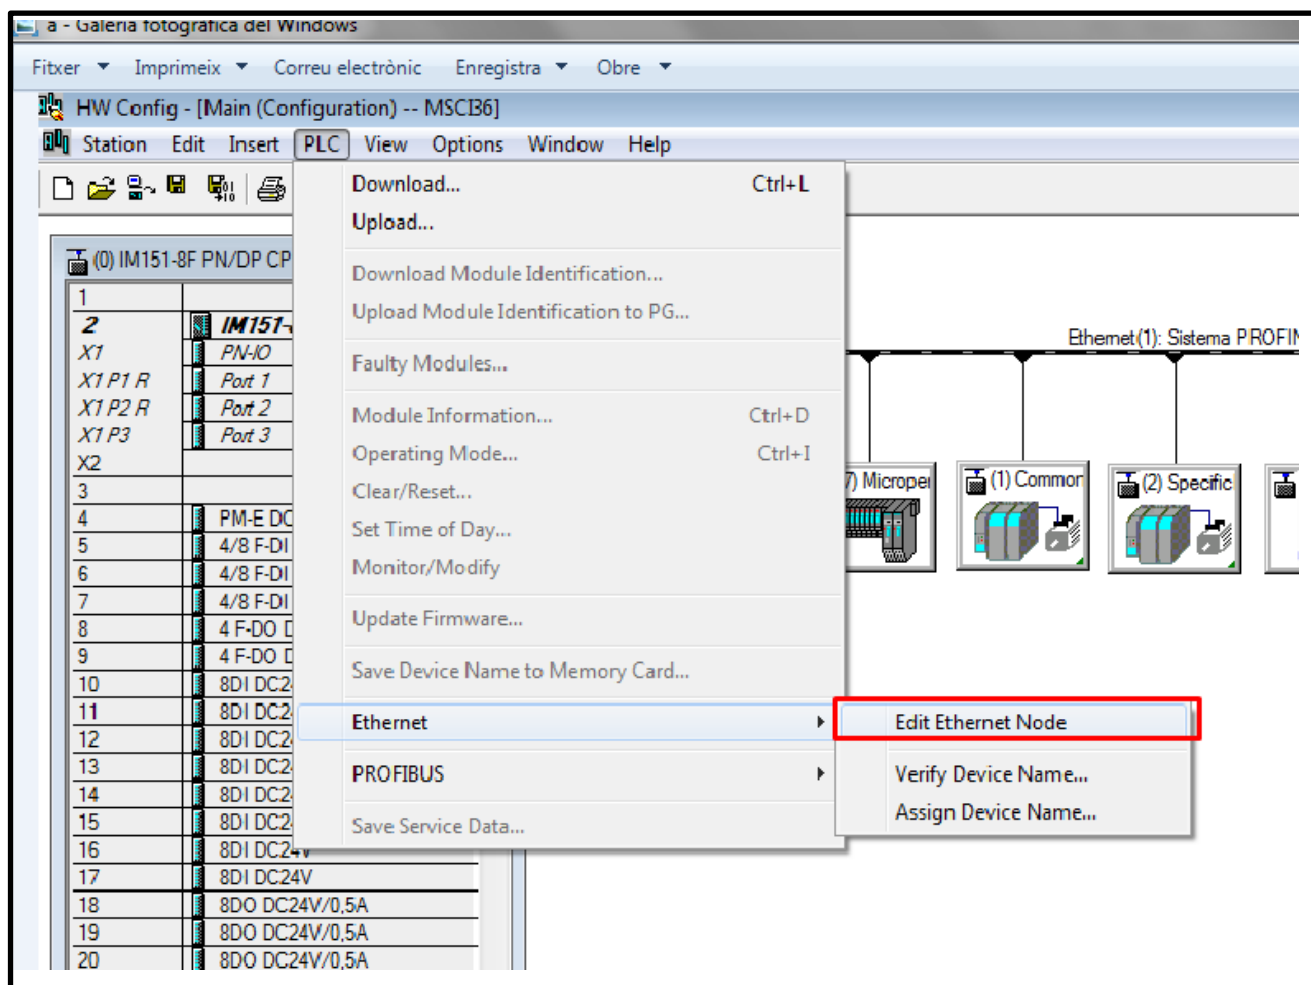 a - Galeria fotogràfica del Windows
Fitxer Imprimeix Correu electrònic Enregistra Obre
HW Config - [Main (Configuration) -- MSCB36]
Station Edit Insert PLC View Options Window Help
Download... Ctrl+L
Upload...
Download Module Identification...
Upload Module Identification to PG...
Faulty Modules...
Module Information... Ctrl+D
Operating Mode... Ctrl+I
Clear/Reset...
Set Time of Day...
Monitor/Modify
Update Firmware...
Save Device Name to Memory Card...
Ethernet
PROFIBUS
Save Service Data...
Edit Ethernet Node
Verify Device Name...
Assign Device Name...
(0) IM151-8F PN/DP CP
1
2 IM151-
X1 PN-IO
X1 P1 R Port 1
X1 P2 R Port 2
X1 P3 Port 3
X2
3
4 PM-E DC
5 4/8 F-DI
6 4/8 F-DI
7 4/8 F-DI
8 4 F-DO D
9 4 F-DO D
10 8DI DC2
11 8DI DC2
12 8DI DC2
13 8DI DC2
14 8DI DC2
15 8DI DC2
16 8DI DC24V
17 8DI DC24V
18 8DO DC24V/0,5A
19 8DO DC24V/0,5A
20 8DO DC24V/0,5A
Ethernet(1): Sistema PROFIN
7) Microper
(1) Common
(2) Specific